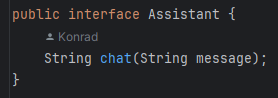 public interface Assistant {
Konrad
String chat(String message);
}